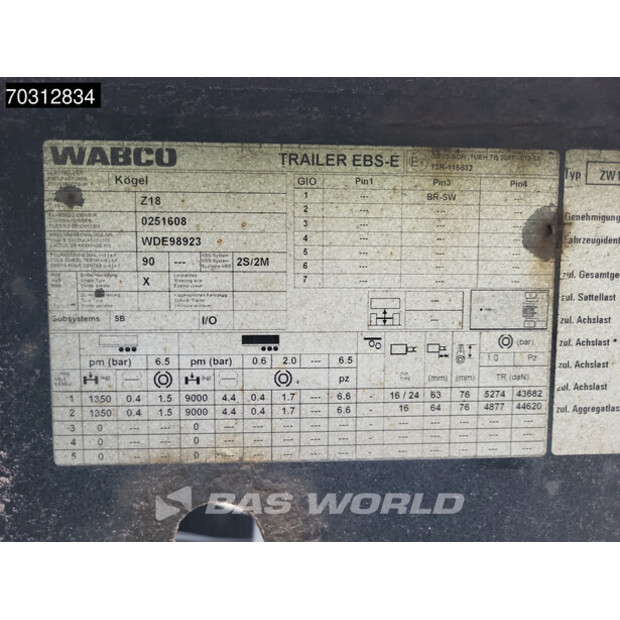 70312834
WABCO TRAILER EBS-E
Kögel GIO Pin1 Pin3 Pin4
Z18 1 --- BR-SW ---
0251608 2 --- --- ---
WDE98923 3 --- --- ---
90 --- 2S/2M 4 --- --- ---
X 5 --- --- ---
6 --- --- ---
7 --- --- ---
Subsystems SB I/O
(bar)
1.0 Pz
pm (bar) 6.5 pm (bar) 0.6 2.0 --- 6.5
pz TYPE (mm) (mm) TR (daN)
1 1350 0.4 1.5 9000 4.4 0.4 1.7 --- 6.6 - 16 / 24 63 76 5274 43682
2 1350 0.4 1.5 9000 4.4 0.4 1.7 --- 6.6 - 16 64 76 4877 44620
3 0 0
4 0 0
5 0 0
Typ ZW1
Genehmigung
Fahrzeugident
zul. Gesamtge
zul. Sattellast
zul. Achslast
zul. Achslast
zul. Achslast
zul. Achslast
zul. Aggregatlas
BAS WORLD